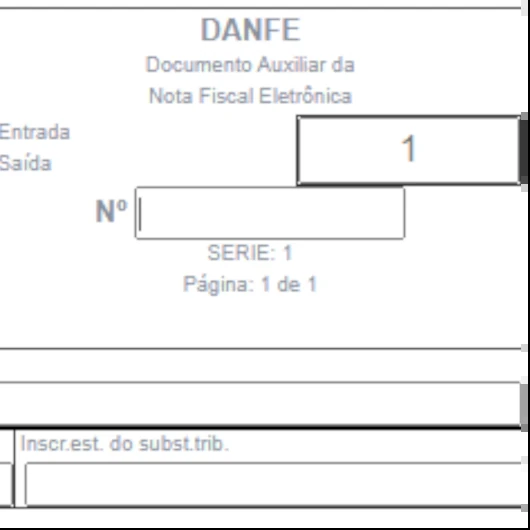 DANFE
Documento Auxiliar da
Nota Fiscal Eletrônica
Entrada
Saída
1
Nº
SERIE: 1
Página: 1 de 1
Inscr.est. do subst.trib.